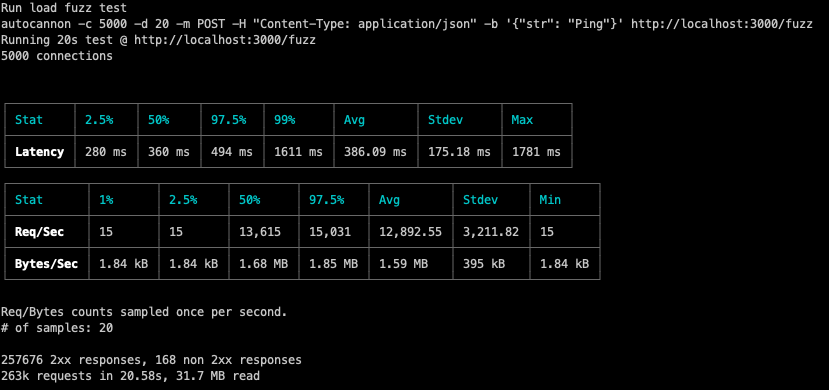 Run load fuzz test
autocannon -c 5000 -d 20 -m POST -H "Content-Type: application/json" -b '{"str": "Ping"}' http://localhost:3000/fuzz
Running 20s test @ http://localhost:3000/fuzz
5000 connections
Stat 2.5% 50% 97.5% 99% Avg Stdev Max
Latency 280 ms 360 ms 494 ms 1611 ms 386.09 ms 175.18 ms 1781 ms
Stat 1% 2.5% 50% 97.5% Avg Stdev Min
Req/Sec 15 15 13,615 15,031 12,892.55 3,211.82 15
Bytes/Sec 1.84 kB 1.84 kB 1.68 MB 1.85 MB 1.59 MB 395 kB 1.84 kB
Req/Bytes counts sampled once per second.
# of samples: 20
257676 2xx responses, 168 non 2xx responses
263k requests in 20.58s, 31.7 MB read